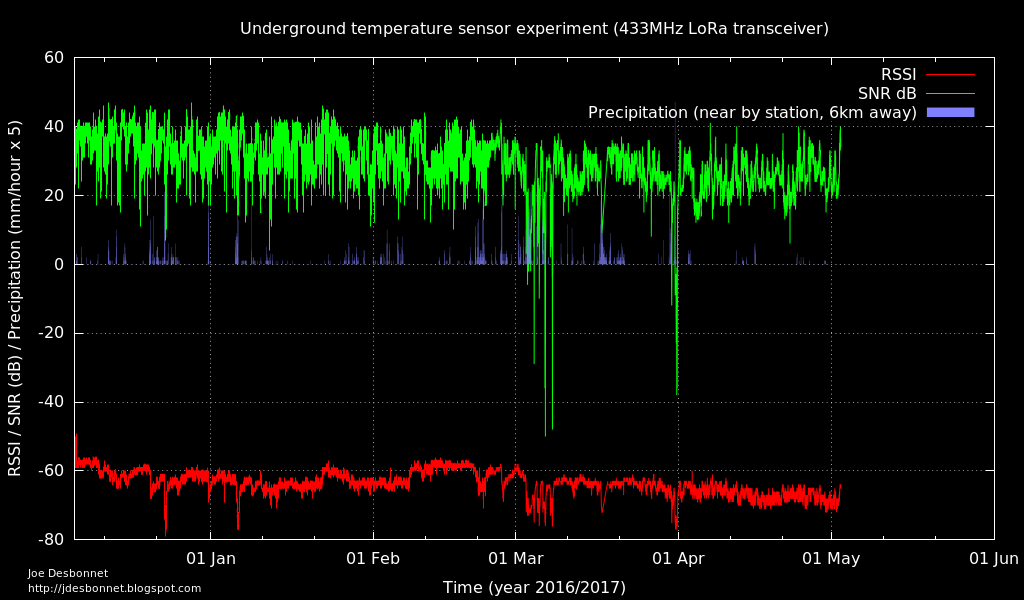 Underground temperature sensor experiment (433MHz LoRa transceiver)
RSSI
SNR dB
Precipitation (near by station, 6km away)
RSSI / SNR (dB) / Precipitation (mm/hour x 5)
60
40
20
0
-20
-40
-60
-80
01 Jan
01 Feb
01 Mar
01 Apr
01 May
01 Jun
Time (year 2016/2017)
Joe Desbonnet
http://jdesbonnet.blogspot.com